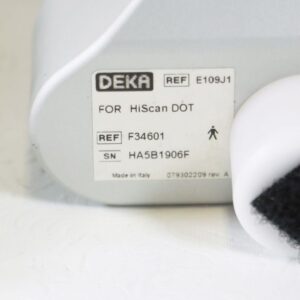 DEKA REF E109J1
FOR HiScan DOT
REF F34601
SN HA5B1906F
Made in Italy 079302209 rev A